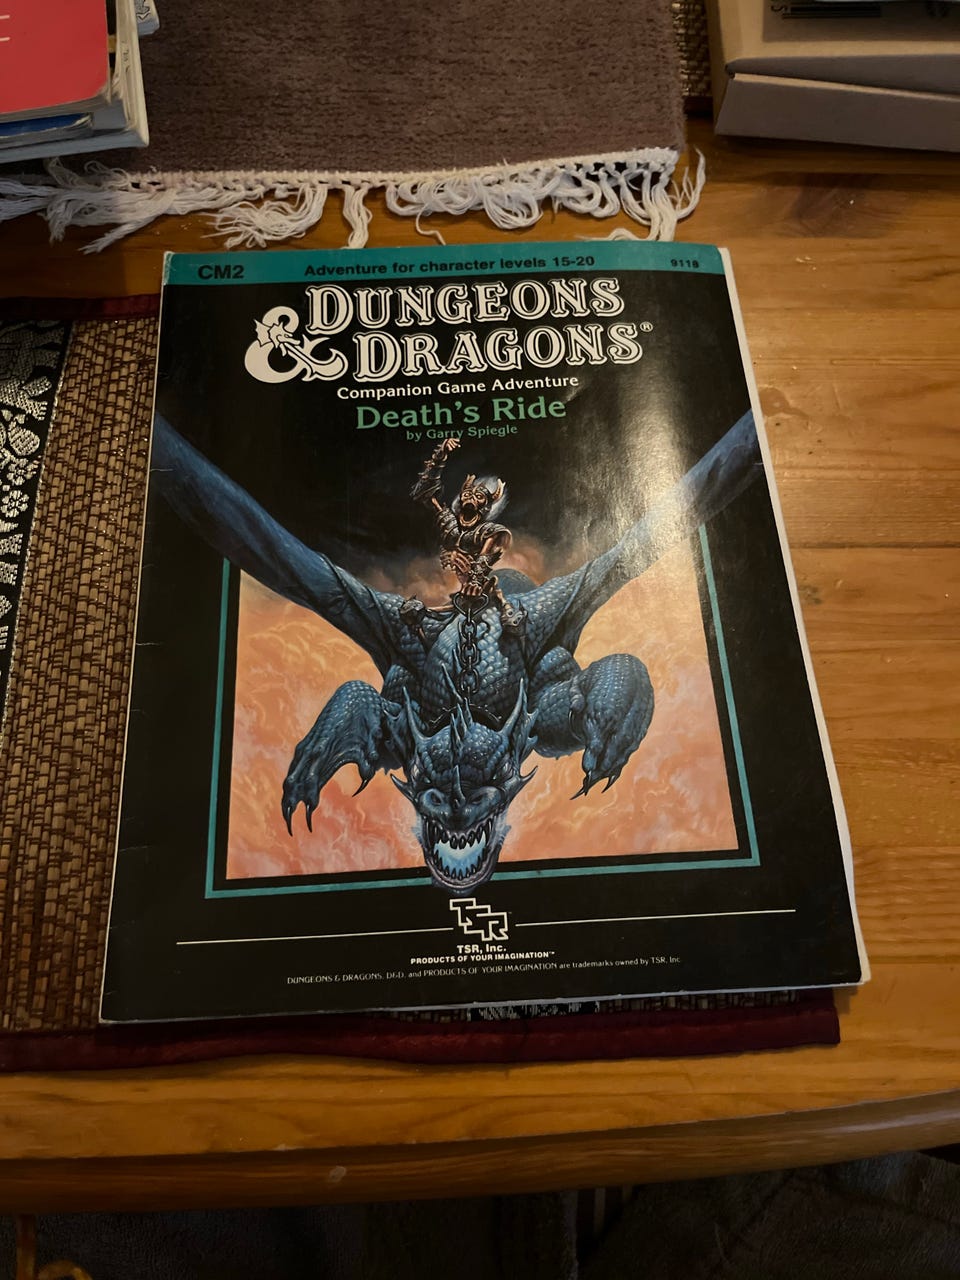 CM2 Adventure for character levels 15-20 9118
DUNGEONS
& DRAGONS®
Companion Game Adventure
Death's Ride
by Garry Spiegle
TSR
TSR, Inc.
PRODUCTS OF YOUR IMAGINATION™
DUNGEONS & DRAGONS, D&D, and PRODUCTS OF YOUR IMAGINATION are trademarks owned by TSR, Inc.